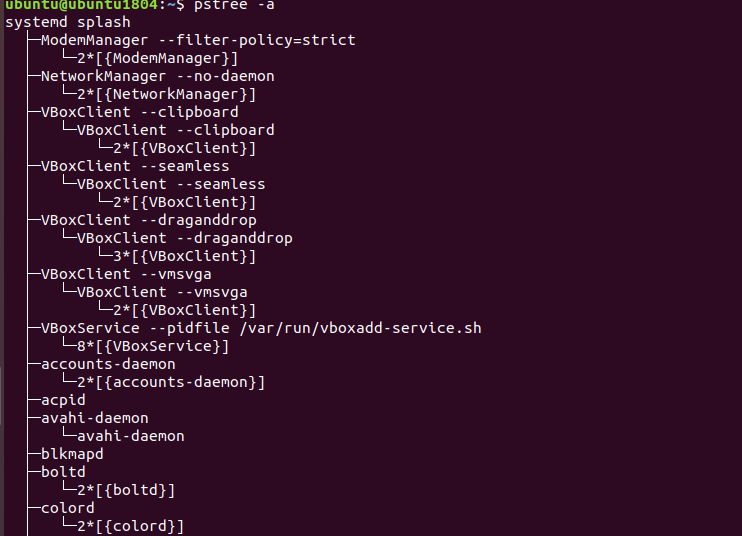 ubuntu@ubuntu1804:~$ pstree -a
systemd splash
  ├─ModemManager --filter-policy=strict
  │   └─2*[{ModemManager}]
  ├─NetworkManager --no-daemon
  │   └─2*[{NetworkManager}]
  ├─VBoxClient --clipboard
  │   └─VBoxClient --clipboard
  │       └─2*[{VBoxClient}]
  ├─VBoxClient --seamless
  │   └─VBoxClient --seamless
  │       └─2*[{VBoxClient}]
  ├─VBoxClient --draganddrop
  │   └─VBoxClient --draganddrop
  │       └─3*[{VBoxClient}]
  ├─VBoxClient --vmsvga
  │   └─VBoxClient --vmsvga
  │       └─2*[{VBoxClient}]
  ├─VBoxService --pidfile /var/run/vboxadd-service.sh
  │   └─8*[{VBoxService}]
  ├─accounts-daemon
  │   └─2*[{accounts-daemon}]
  ├─acpid
  ├─avahi-daemon
  │   └─avahi-daemon
  ├─blkmapd
  ├─boltd
  │   └─2*[{boltd}]
  ├─colord
  │   └─2*[{colord}]